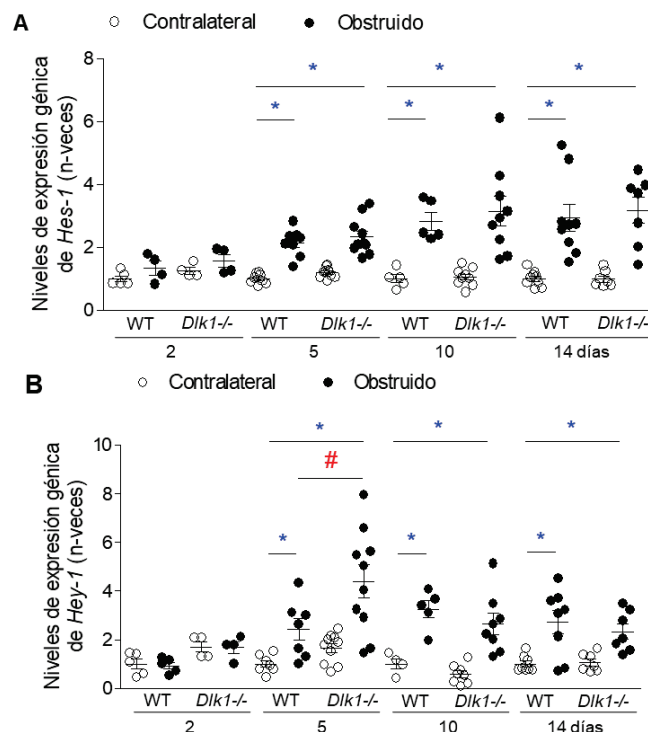 A
Contralateral Obstruido
Niveles de expresión génica
de Hes-1 (n-veces)
8
6
4
2
0
* * *
* * *
WT Dlk1-/- WT Dlk1-/- WT Dlk1-/- WT Dlk1-/-
2 5 10 14 días
B
Contralateral Obstruido
Niveles de expresión génica
de Hey-1 (n-veces)
10
8
6
4
2
0
* * *
#
* * *
WT Dlk1-/- WT Dlk1-/- WT Dlk1-/- WT Dlk1-/-
2 5 10 14 días